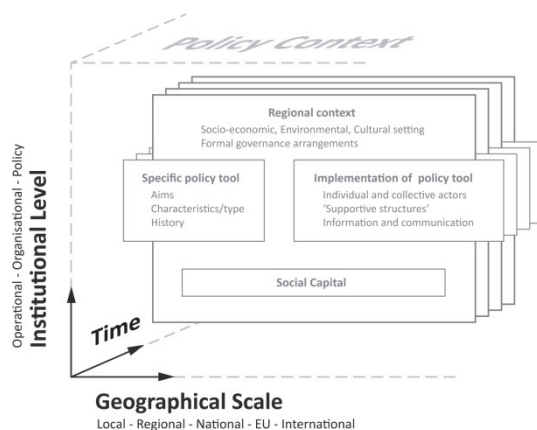 Policy Context
Regional context
Socio-economic, Environmental, Cultural setting
Formal governance arrangements
Specific policy tool
Aims
Characteristics/type
History
Implementation of policy tool
Individual and collective actors
'Supportive structures'
Information and communication
Social Capital
Operational - Organisational - Policy
Institutional Level
Time
Geographical Scale
Local - Regional - National - EU - International